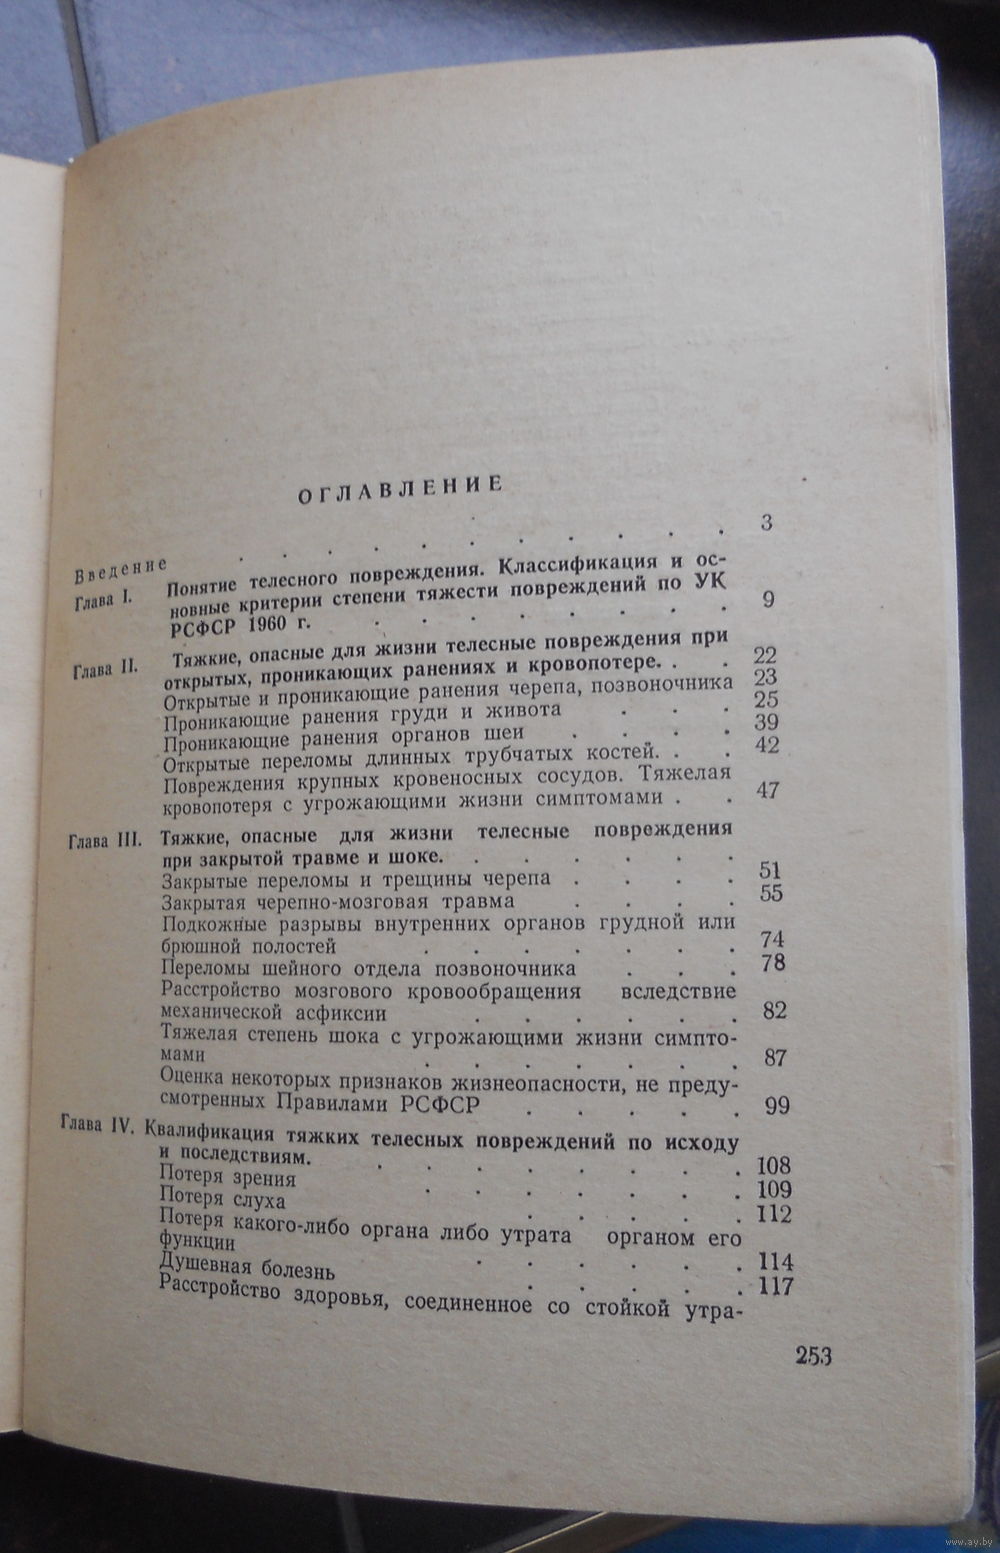 ОГЛАВЛЕНИЕ
Введение . . . . . . . . . . . 3
Глава I. Понятие телесного повреждения. Классификация и ос-
новные критерии степени тяжести повреждений по УК
РСФСР 1960 г. . . . . . . . . 9
Глава II. Тяжкие, опасные для жизни телесные повреждения при
открытых, проникающих ранениях и кровопотере. . . 22
Открытые и проникающие ранения черепа, позвоночника 23
Проникающие ранения груди и живота . . . 25
Проникающие ранения органов шеи . . . . 39
Открытые переломы длинных трубчатых костей. . . 42
Повреждения крупных кровеносных сосудов. Тяжелая
кровопотеря с угрожающими жизни симптомами . . 47
Глава III. Тяжкие, опасные для жизни телесные повреждения
при закрытой травме и шоке. . . . . . .
Закрытые переломы и трещины черепа . . . . 51
Закрытая черепно-мозговая травма . . . . 55
Подкожные разрывы внутренних органов грудной или
брюшной полостей . . . . . . . 74
Переломы шейного отдела позвоночника . . . 78
Расстройство мозгового кровообращения вследствие
механической асфиксии . . . . . . 82
Тяжелая степень шока с угрожающими жизни симпто-
мами . . . . . . . 87
Оценка некоторых признаков жизнеопасности, не преду-
смотренных Правилами РСФСР . . . . . 99
Глава IV. Квалификация тяжких телесных повреждений по исходу
и последствиям. . . . . . . . . 108
Потеря зрения . . . . . . . 109
Потеря слуха . . . . . 112
Потеря какого-либо органа либо утрата органом его
функции . . . . . . 114
Душевная болезнь . . . . . 117
Расстройство здоровья, соединенное со стойкой утра-
253
www.ay.by